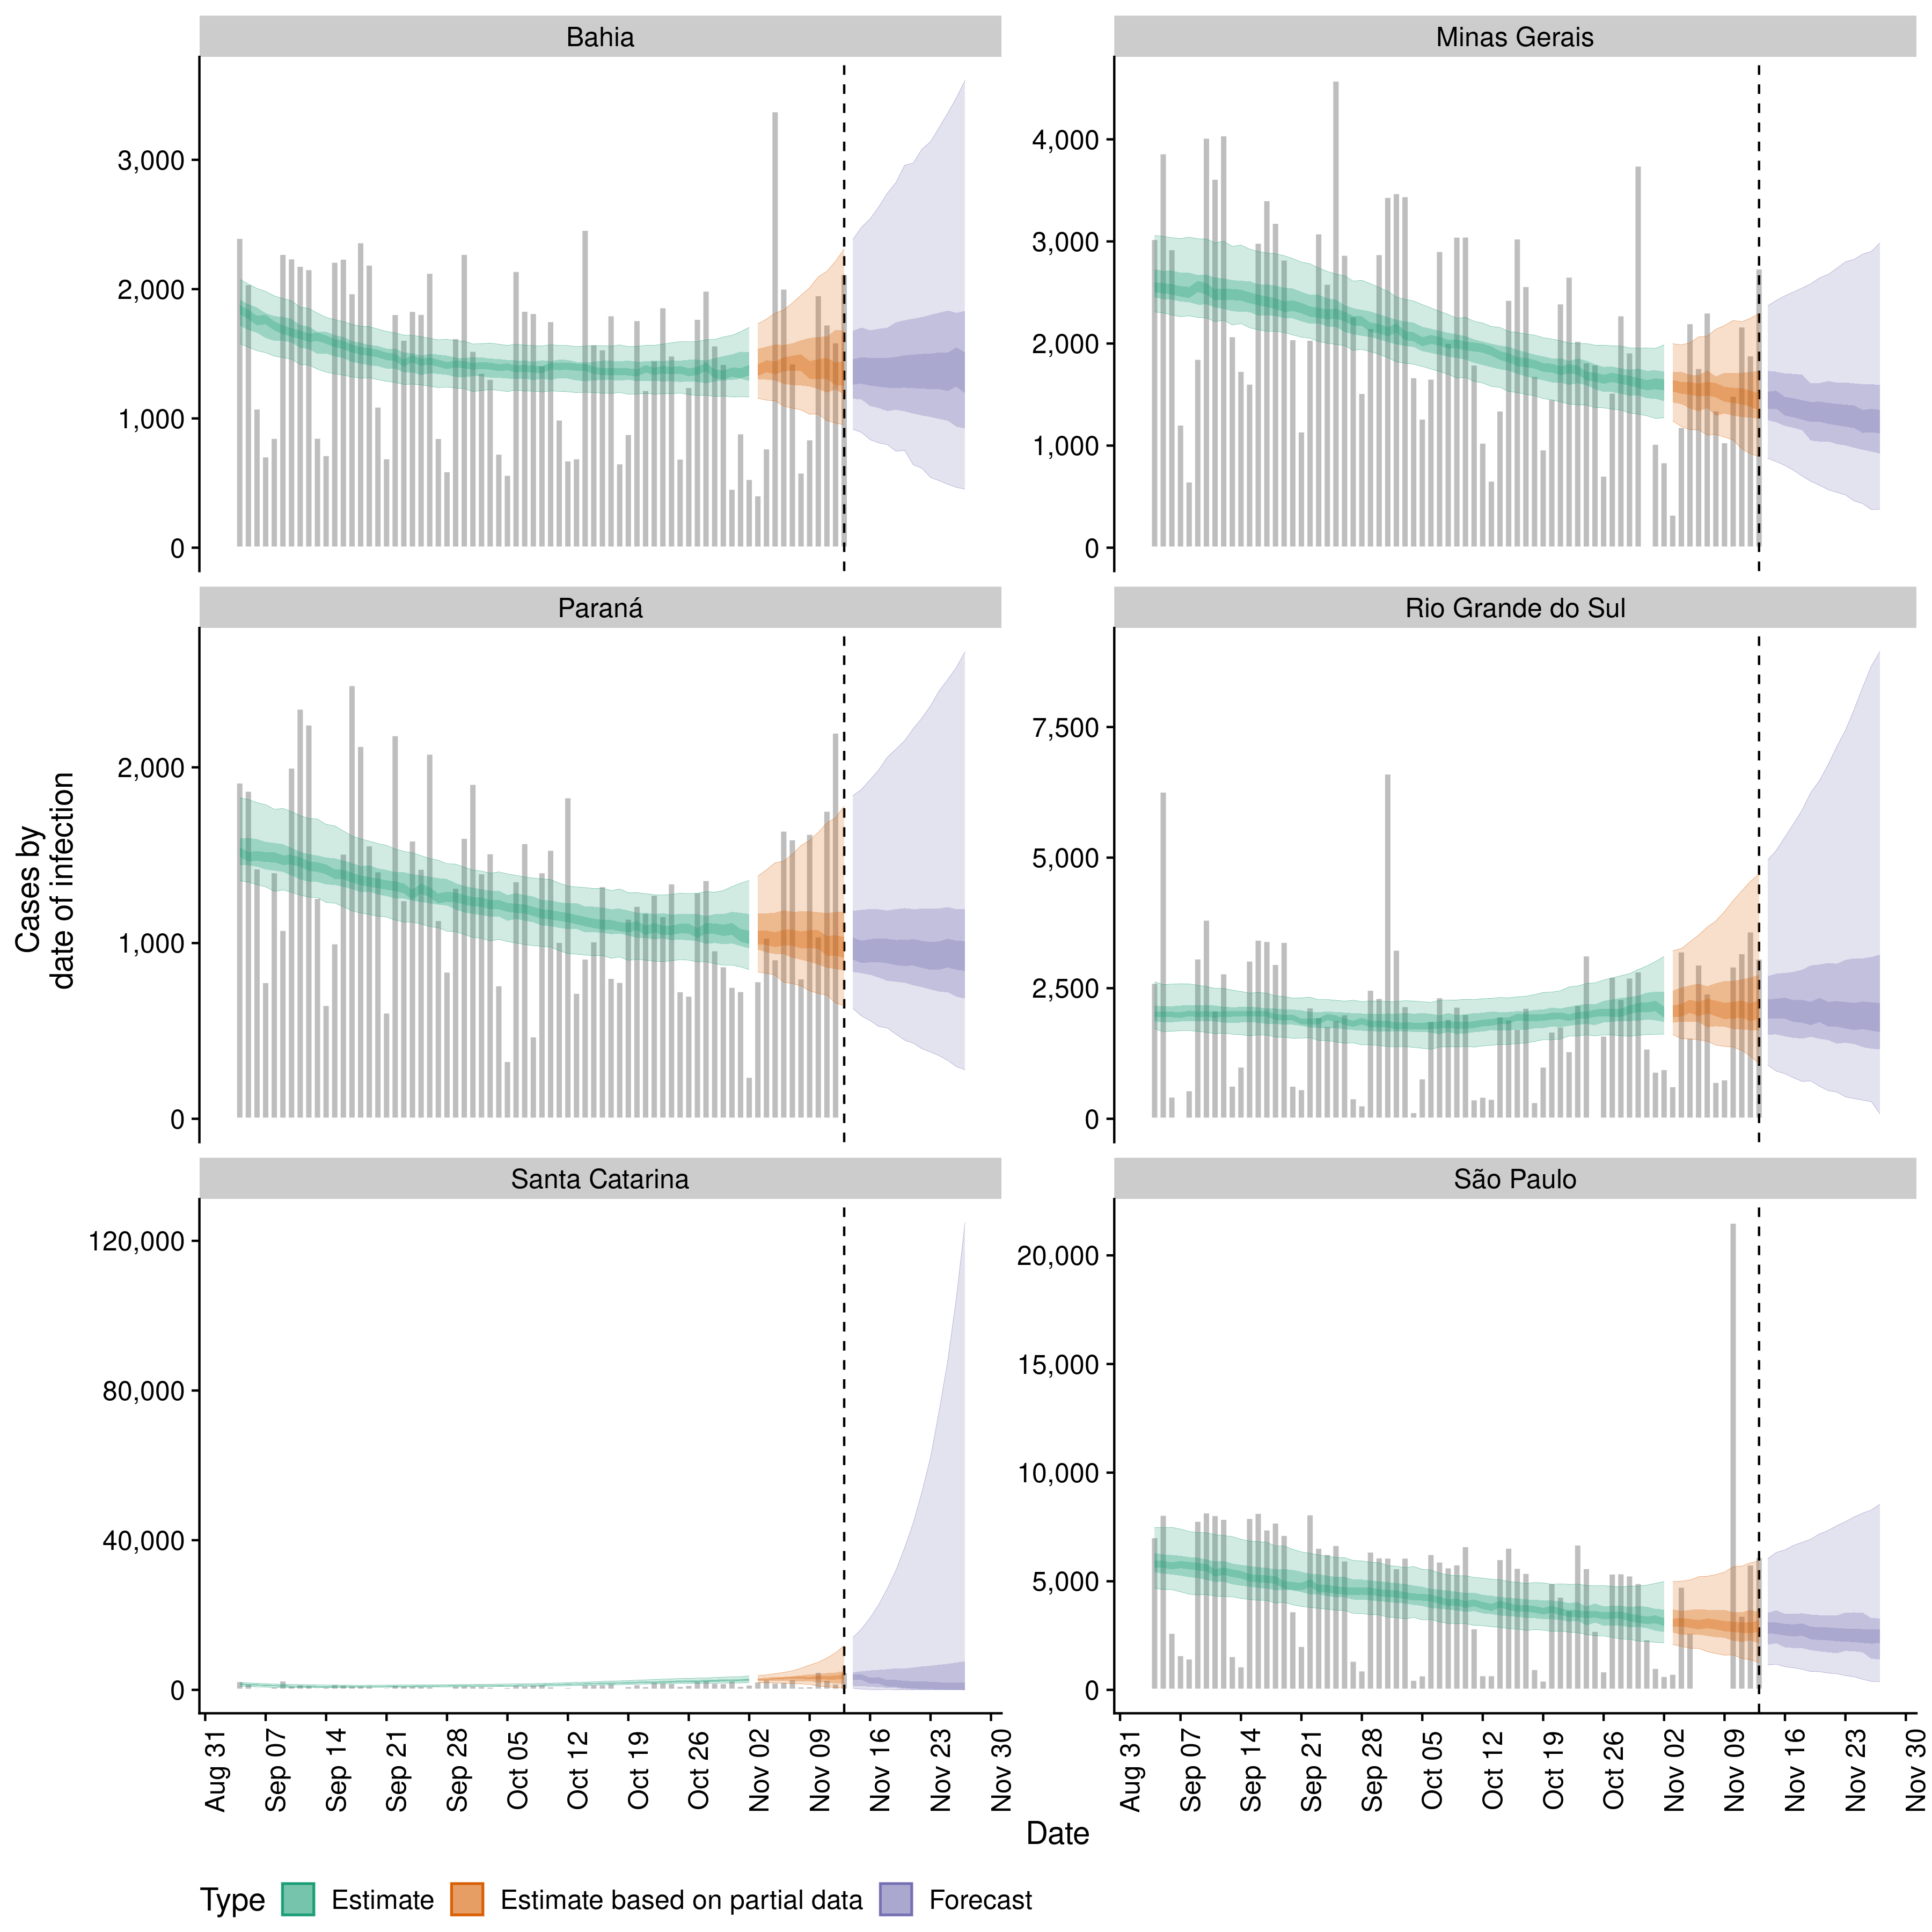 Bahia
Minas Gerais
3,000
2,000
1,000
0
4,000
3,000
2,000
1,000
0
Paraná
Rio Grande do Sul
2,000
1,000
0
7,500
5,000
2,500
0
Cases by
date of infection
Santa Catarina
São Paulo
120,000
80,000
40,000
0
20,000
15,000
10,000
5,000
0
Aug 31
Sep 07
Sep 14
Sep 21
Sep 28
Oct 05
Oct 12
Oct 19
Oct 26
Nov 02
Nov 09
Nov 16
Nov 23
Nov 30
Aug 31
Sep 07
Sep 14
Sep 21
Sep 28
Oct 05
Oct 12
Oct 19
Oct 26
Nov 02
Nov 09
Nov 16
Nov 23
Nov 30
Date
Type Estimate Estimate based on partial data Forecast